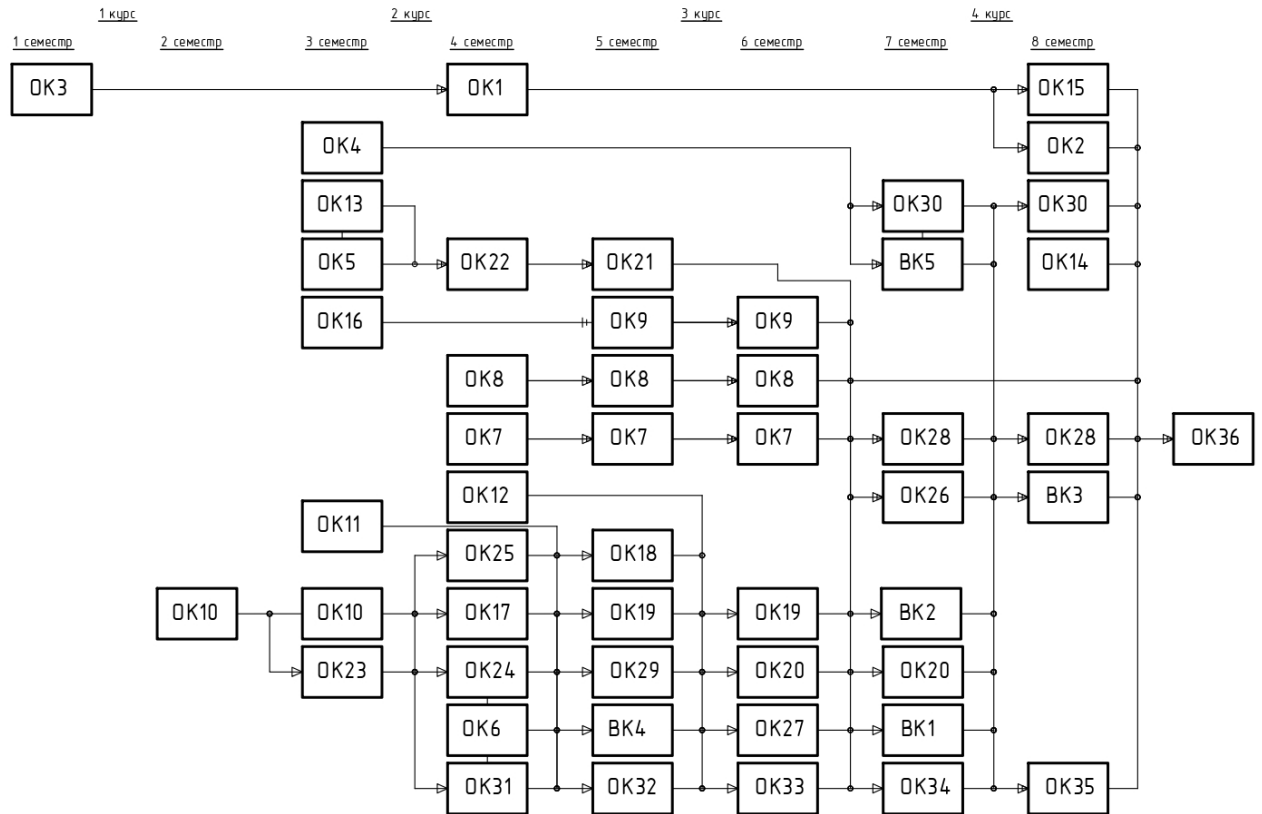 1 курс 2 курс 3 курс 4 курс
1 семестр 2 семестр 3 семестр 4 семестр 5 семестр 6 семестр 7 семестр 8 семестр
ОК3 ОК1 ОК15
ОК4 ОК2
ОК13 ОК30 ОК30
ОК5 ОК22 ОК21 ВК5 ОК14
ОК16 ОК9 ОК9
ОК8 ОК8 ОК8
ОК7 ОК7 ОК7 ОК28 ОК28 ОК36
ОК12 ОК26 ВК3
ОК11
ОК25 ОК18
ОК10 ОК10 ОК17 ОК19 ОК19 ВК2
ОК23 ОК24 ОК29 ОК20 ОК20
ОК6 ВК4 ОК27 ВК1
ОК31 ОК32 ОК33 ОК34 ОК35